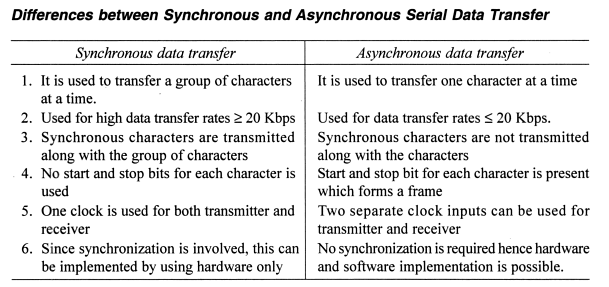 Differences between Synchronous and Asynchronous Serial Data Transfer
Synchronous data transfer
Asynchronous data transfer
1. It is used to transfer a group of characters
at a time.
It is used to transfer one character at a time
2. Used for high data transfer rates ≥ 20 Kbps
Used for data transfer rates ≤ 20 Kbps.
3. Synchronous characters are transmitted
along with the group of characters
Synchronous characters are not transmitted
along with the characters
4. No start and stop bits for each character is
used
Start and stop bit for each character is present
which forms a frame
5. One clock is used for both transmitter and
receiver
Two separate clock inputs can be used for
transmitter and receiver
6. Since synchronization is involved, this can
be implemented by using hardware only
No synchronization is required hence hardware
and software implementation is possible.